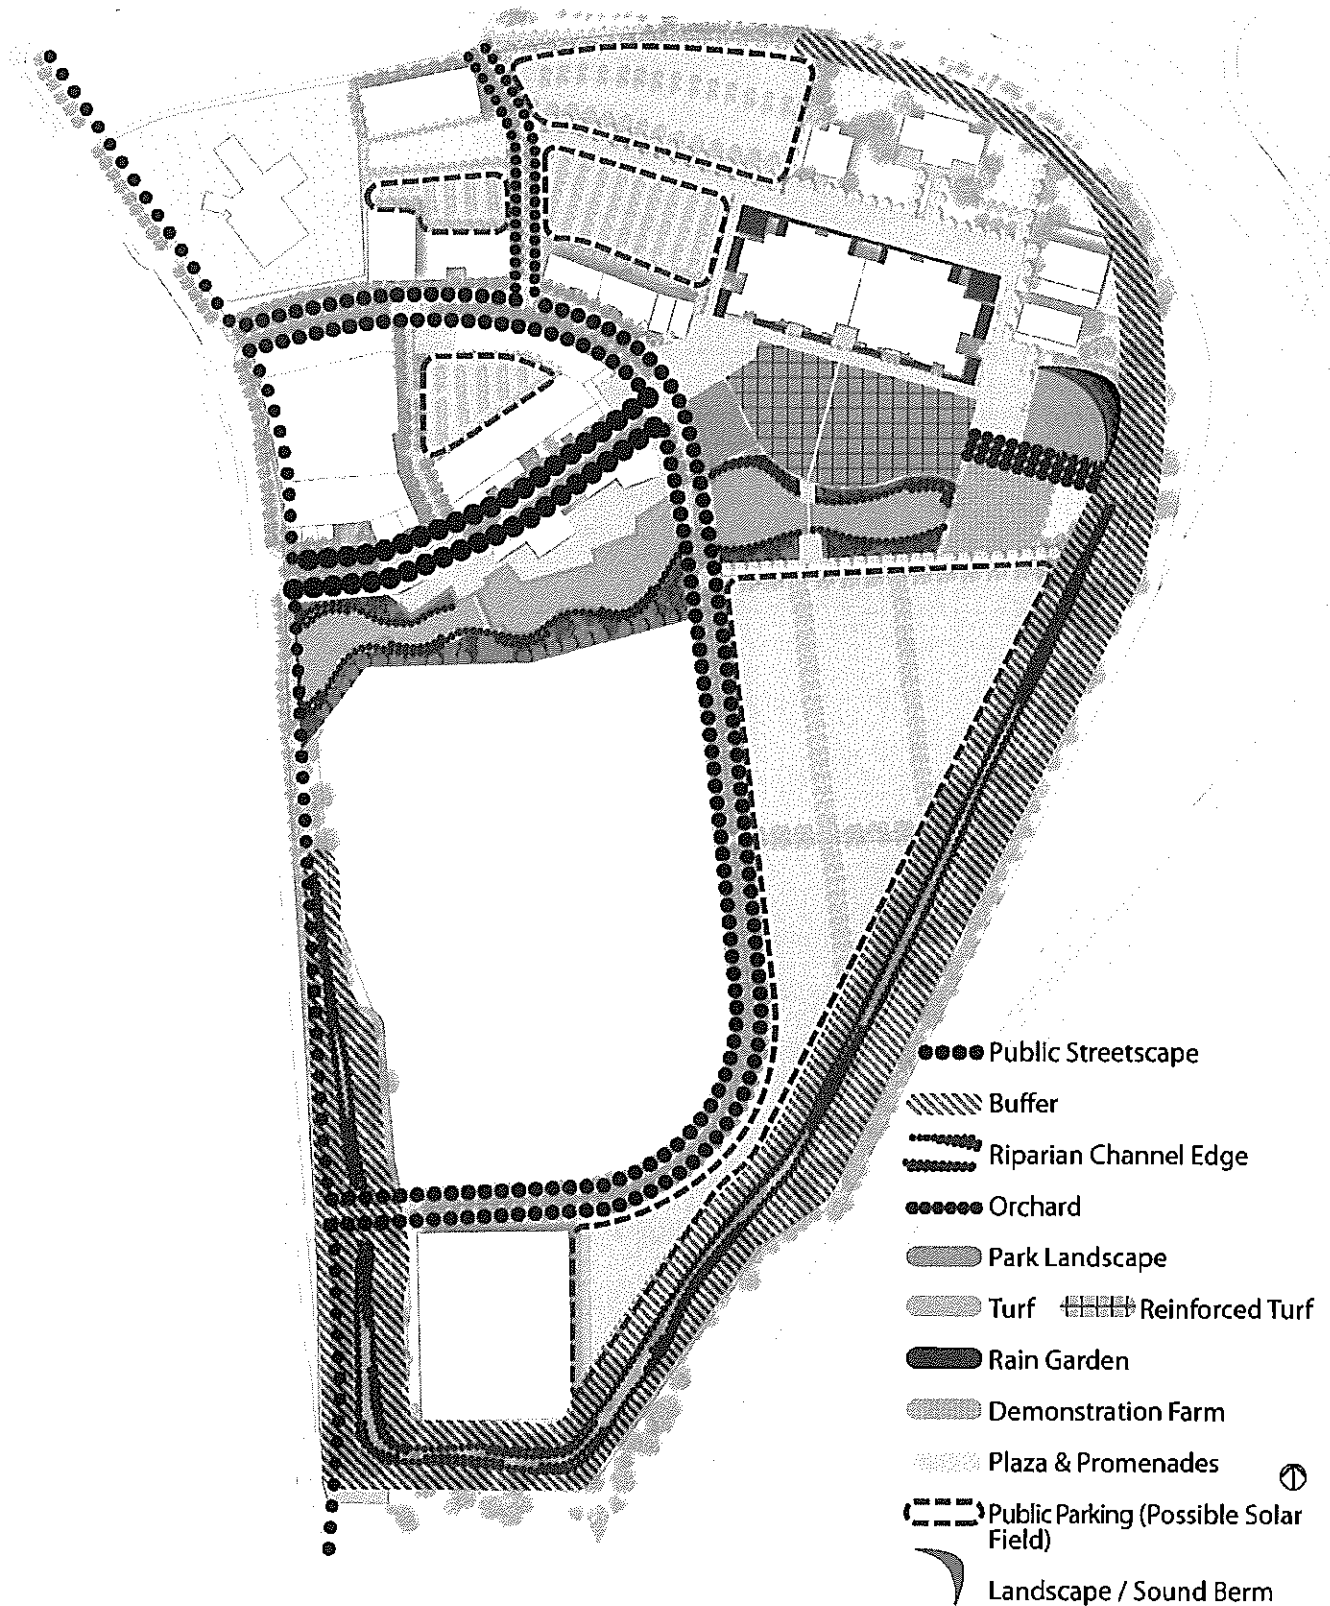 Public Streetscape
Buffer
Riparian Channel Edge
Orchard
Park Landscape
Turf Reinforced Turf
Rain Garden
Demonstration Farm
Plaza & Promenades
Public Parking (Possible Solar
Field)
Landscape / Sound Berm